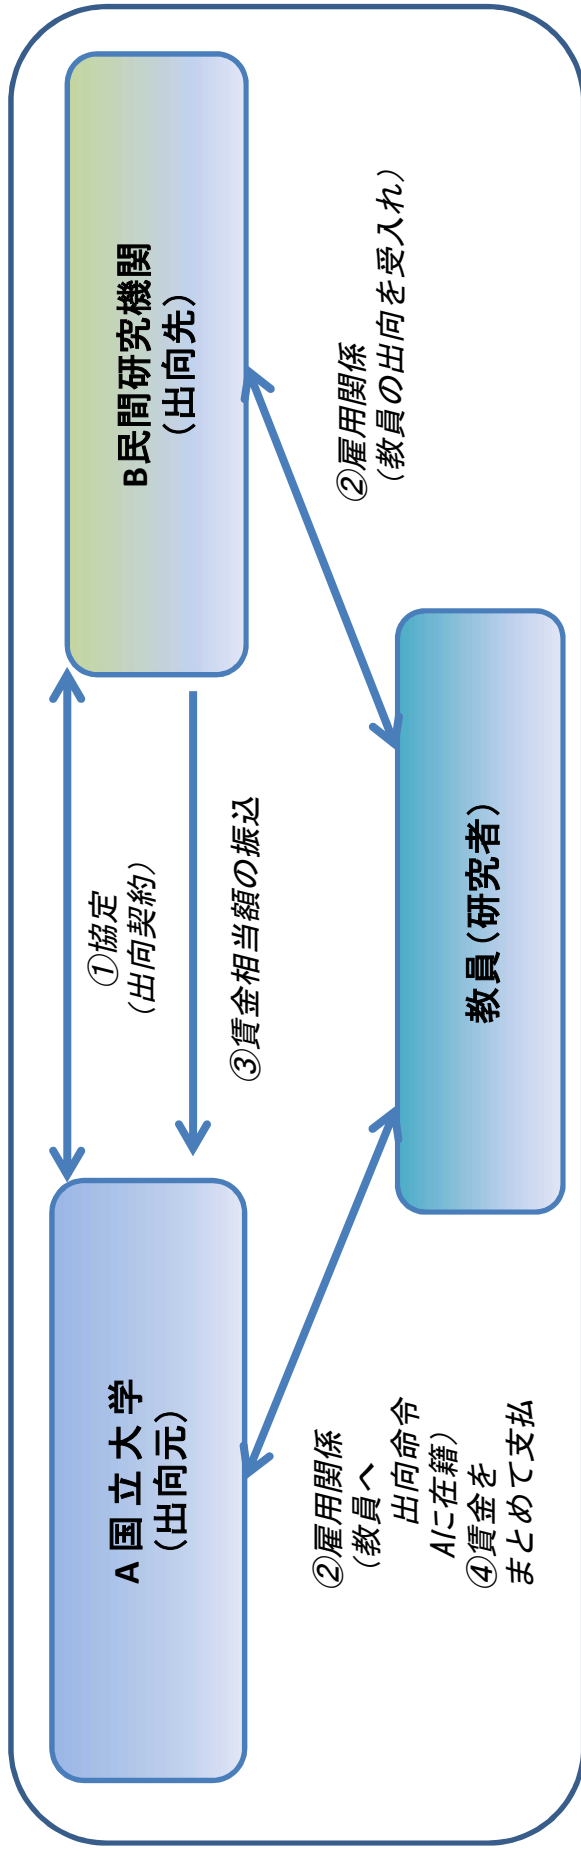 A国立大学
（出向元）
①協定
（出向契約）
③賃金相当額の振込
B民間研究機関
（出向先）
②雇用関係
（教員へ
出向命令
Aに在籍）
④賃金を
まとめて支払
教員（研究者）
②雇用関係
（教員の出向を受入れ）